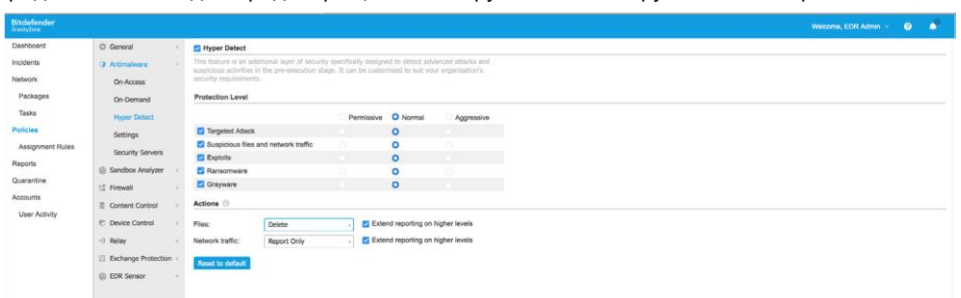 Bitdefender
GravityZone
Welcome, EDR Admin
Dashboard
Incidents
Network
Packages
Tasks
Policies
Assignment Rules
Reports
Quarantine
Accounts
User Activity
General
Antimalware
On-Access
On-Demand
Hyper Detect
Settings
Security Servers
Sandbox Analyzer
Firewall
Content Control
Device Control
Relay
Exchange Protection
EDR Sensor
Hyper Detect
This feature is an additional layer of security specifically designed to detect advanced attacks and
suspicious activities in the pre-execution stage. It can be customised to suit your organisation's
security requirements.
Protection Level
Permissive Normal Aggressive
Targeted Attack
Suspicious files and network traffic
Exploits
Ransomware
Grayware
Actions
Files: Delete Extend reporting on higher levels
Network traffic: Report Only Extend reporting on higher levels
Reset to default